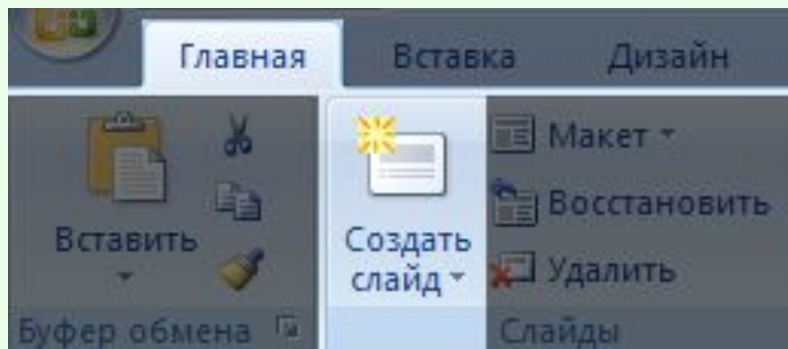 Главная Вставка Дизайн
Вставить
Создать
слайд
Макет
Восстановить
Удалить
Буфер обмена Слайды